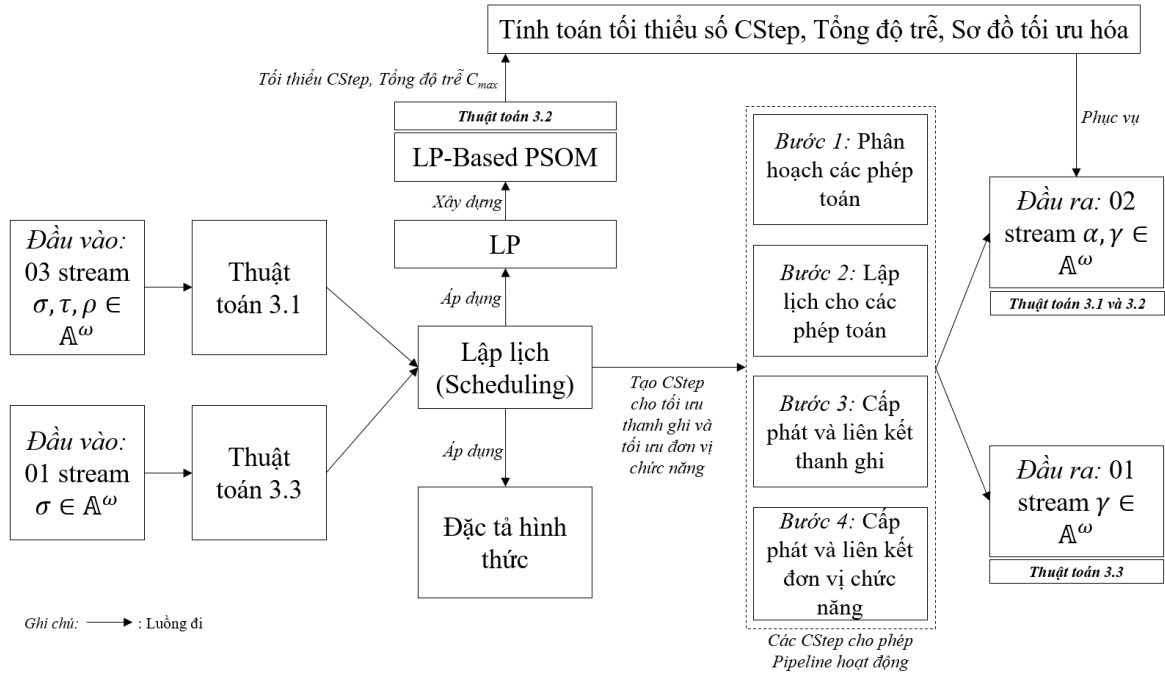 Tính toán tối thiểu số CStep, Tổng độ trễ, Sơ đồ tối ưu hóa
Tối thiểu CStep, Tổng độ trễ Cmax
Thuật toán 3.2
LP-Based PSOM
Xây dựng
LP
Áp dụng
Đầu vào:
03 stream
σ, τ, ρ ∈
𝔸^ω
Thuật
toán 3.1
Đầu vào:
01 stream
σ ∈ 𝔸^ω
Thuật
toán 3.3
Lập lịch
(Scheduling)
Áp dụng
Đặc tả hình
thức
Tạo CStep
cho tối ưu
thanh ghi và
tối ưu đơn vị
chức năng
Bước 1: Phân
hoạch các phép
toán
Bước 2: Lập
lịch cho các
phép toán
Bước 3: Cấp
phát và liên kết
thanh ghi
Bước 4: Cấp
phát và liên kết
đơn vị chức
năng
Các CStep cho phép
Pipeline hoạt động
Phục vụ
Đầu ra: 02
stream α, γ ∈
𝔸^ω
Thuật toán 3.1 và 3.2
Đầu ra: 01
stream γ ∈
𝔸^ω
Thuật toán 3.3
Ghi chú: : Luồng đi